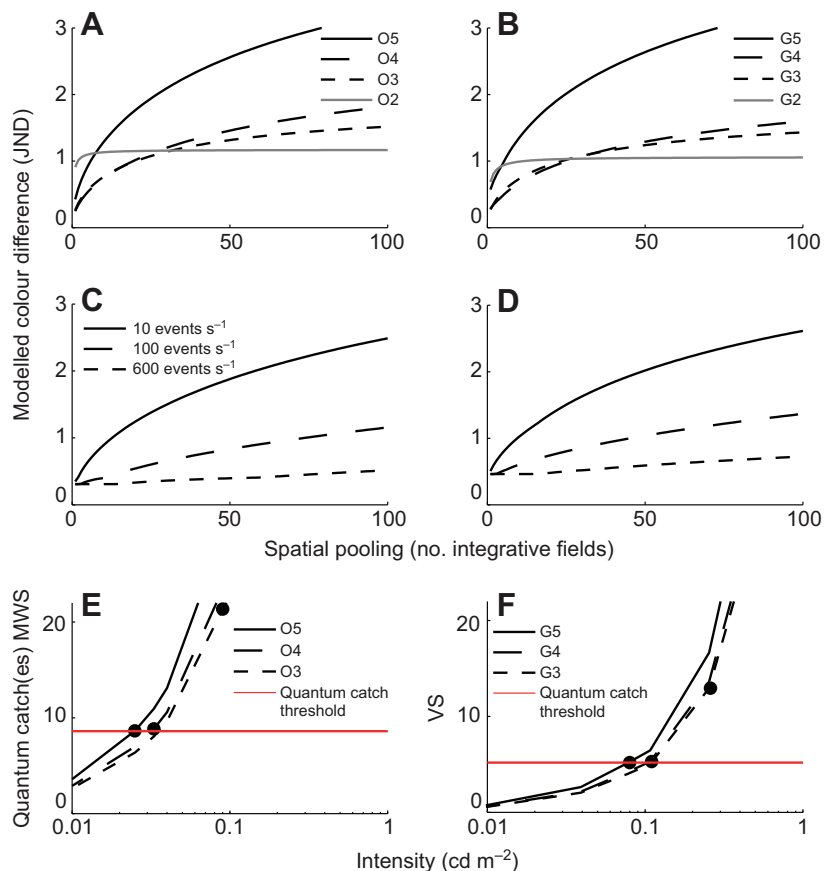 A
B
3
2
1
0
0
50
100
O5
O4
O3
O2
3
2
1
0
0
50
100
G5
G4
G3
G2
Modelled colour difference (JND)
C
D
3
2
1
0
0
50
100
10 events s⁻¹
100 events s⁻¹
600 events s⁻¹
3
2
1
0
0
50
100
Spatial pooling (no. integrative fields)
E
F
Quantum catch(es) MWS
20
10
0
0.01
0.1
1
O5
O4
O3
Quantum catch
threshold
VS
20
10
0
0.01
0.1
1
G5
G4
G3
Quantum catch
threshold
Intensity (cd m⁻²)